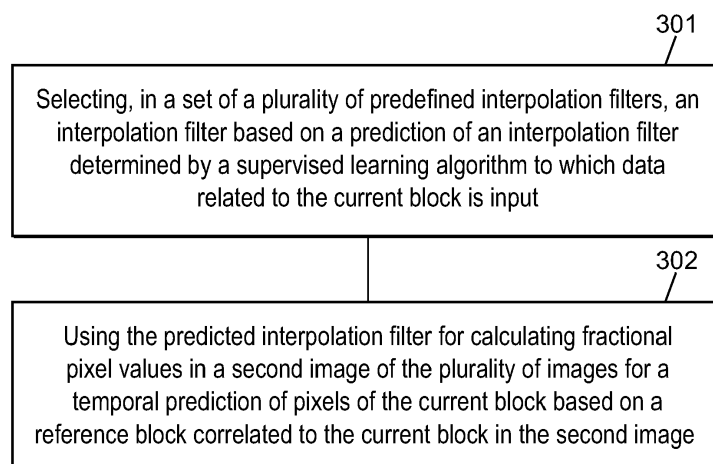 301
Selecting, in a set of a plurality of predefined interpolation filters, an
interpolation filter based on a prediction of an interpolation filter
determined by a supervised learning algorithm to which data
related to the current block is input
302
Using the predicted interpolation filter for calculating fractional
pixel values in a second image of the plurality of images for a
temporal prediction of pixels of the current block based on a
reference block correlated to the current block in the second image